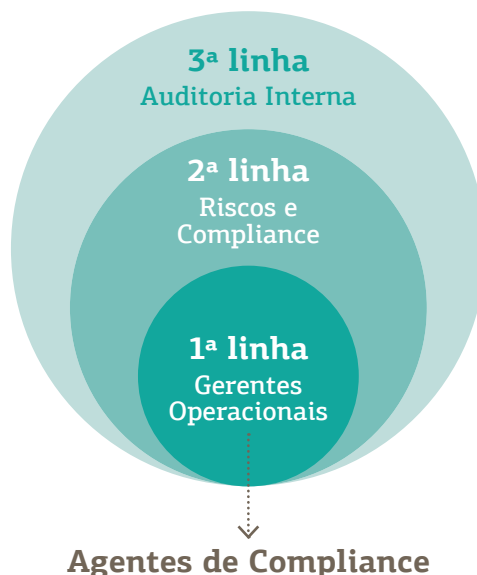 3ª linha
Auditoria Interna
2ª linha
Riscos e
Compliance
1ª linha
Gerentes
Operacionais
Agentes de Compliance